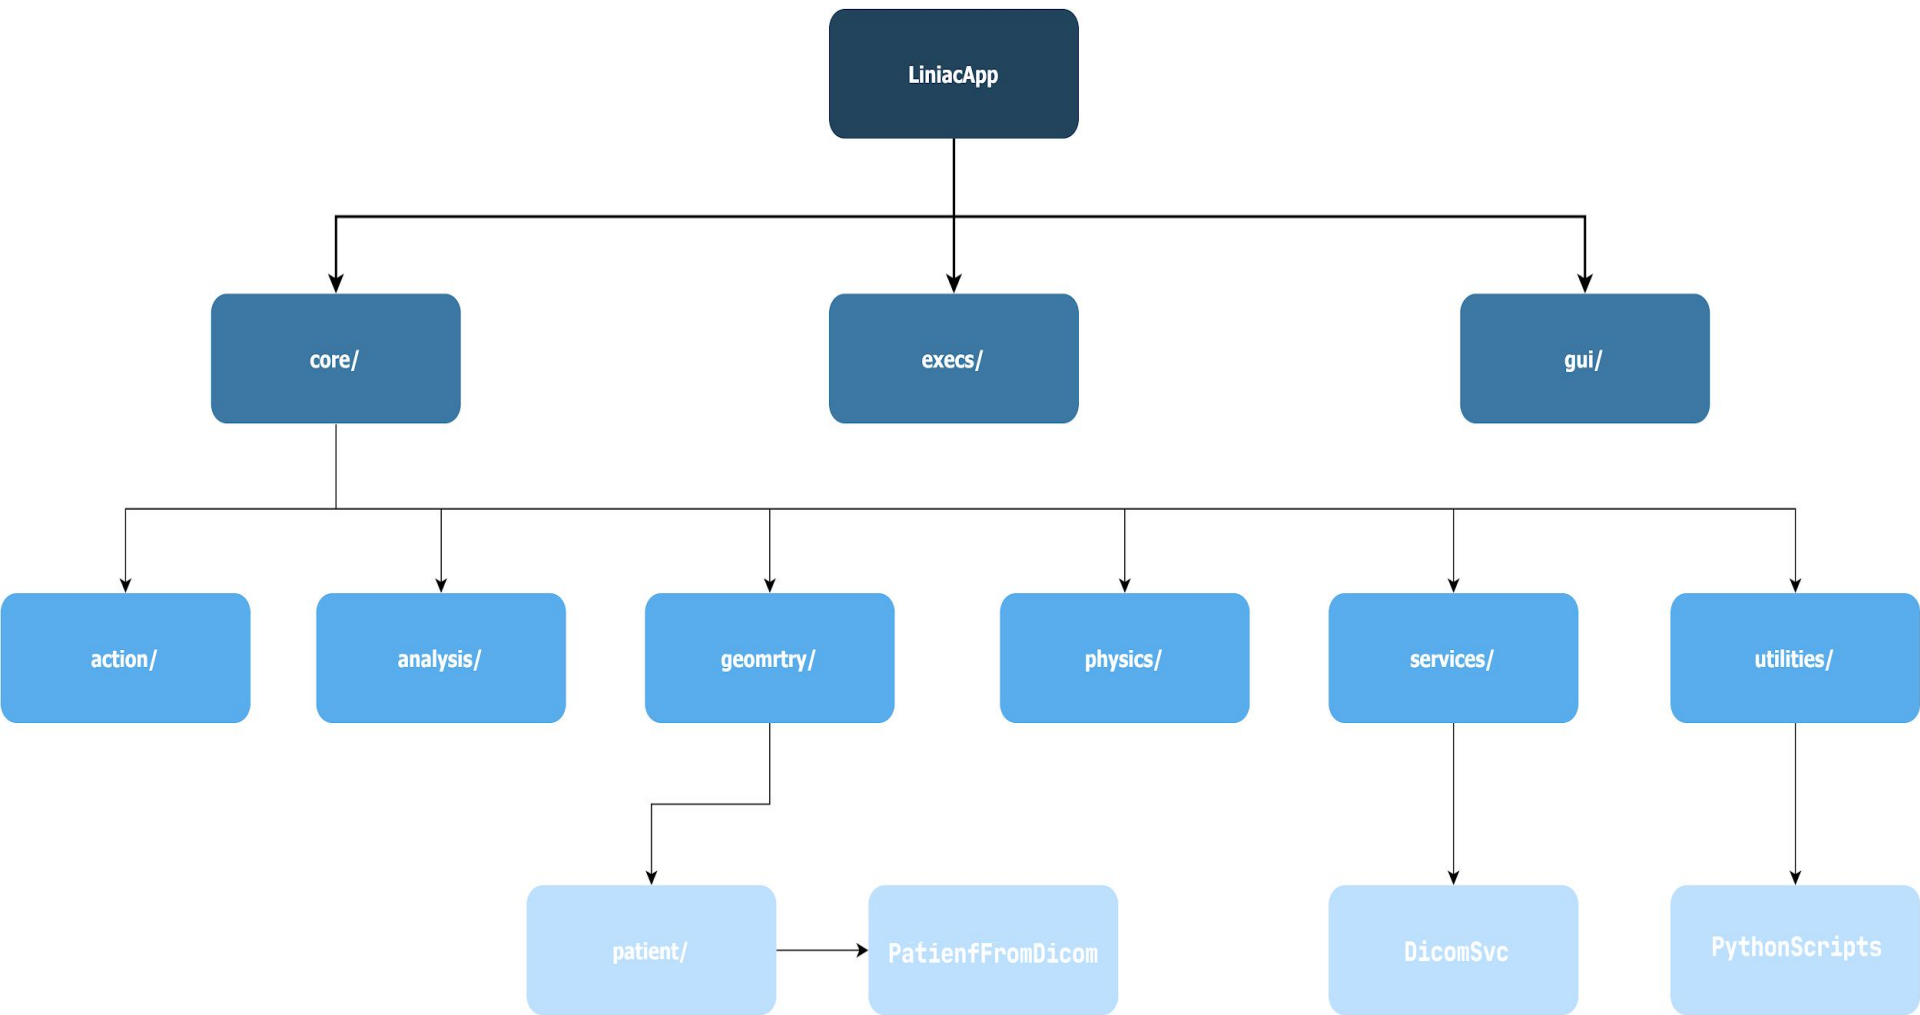 LiniacApp
core/
execs/
gui/
action/
analysis/
geomrtry/
physics/
services/
utilities/
patient/
PatienfFromDicom
DicomSvc
PythonScripts